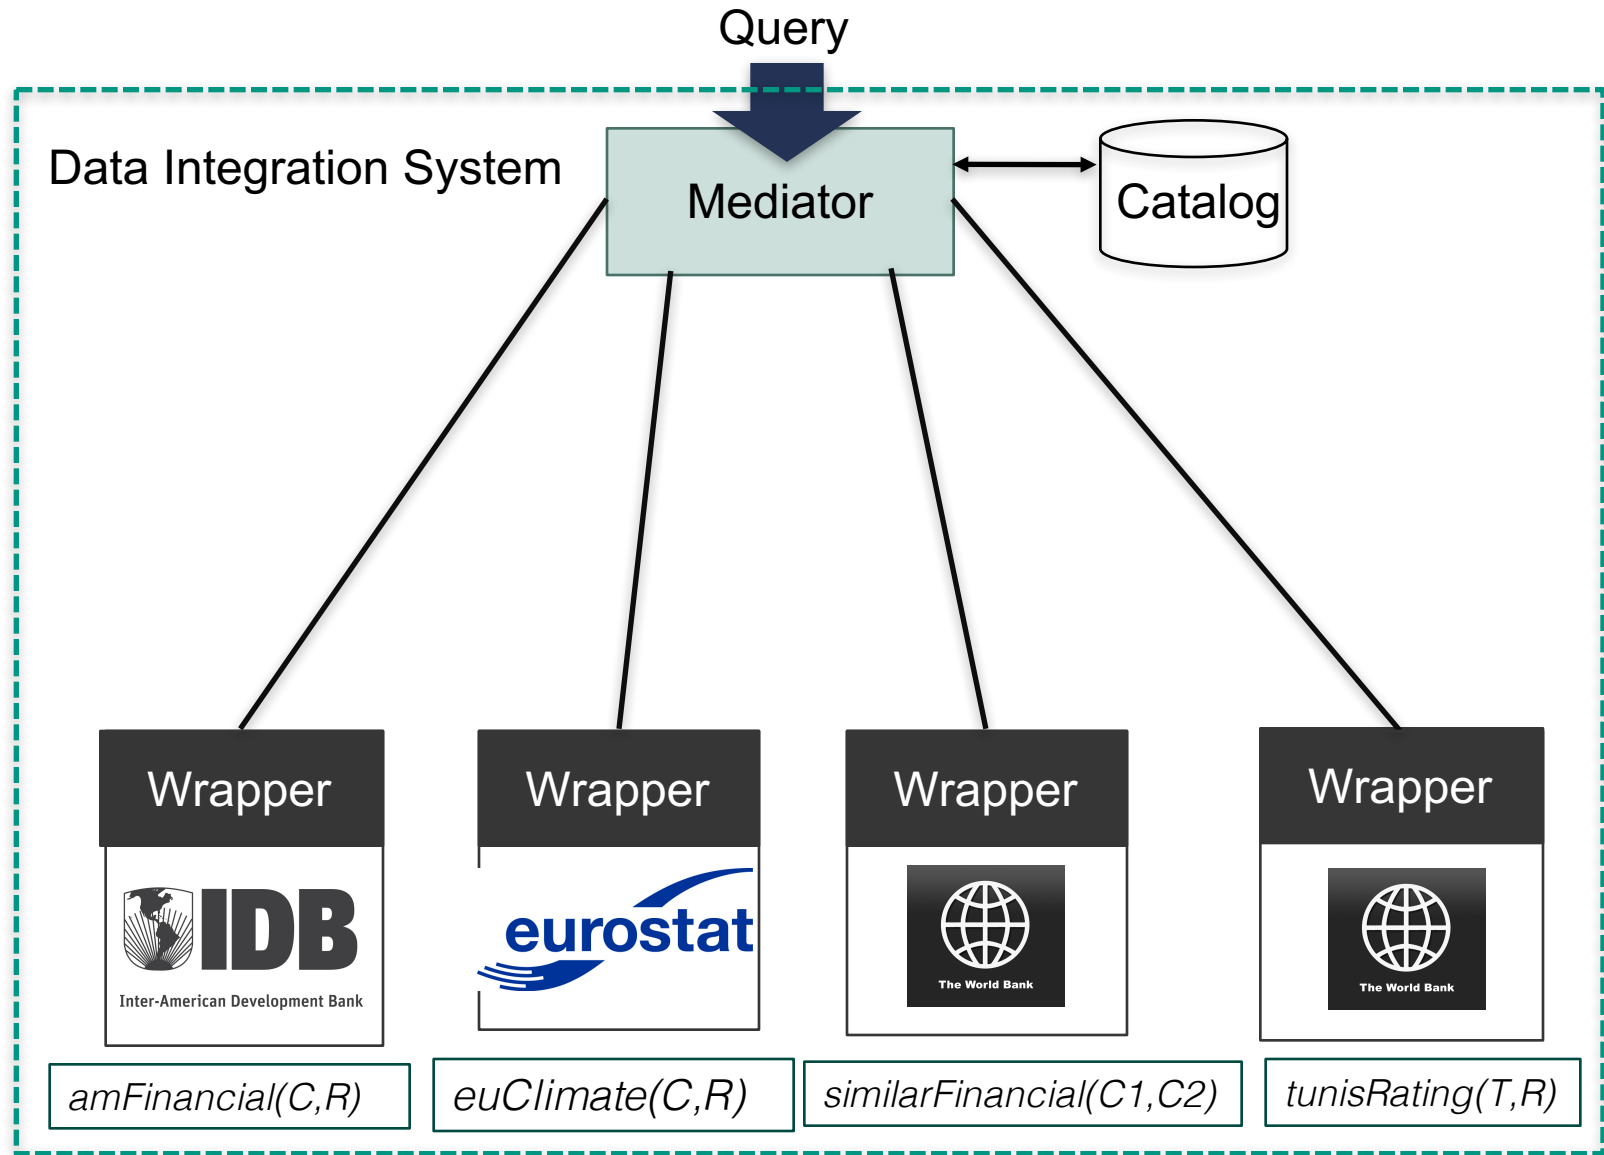 Query
Data Integration System
Mediator
Catalog
Wrapper
Wrapper
Wrapper
Wrapper
IDB
Inter-American Development Bank
eurostat
The World Bank
The World Bank
amFinancial(C,R)
euClimate(C,R)
similarFinancial(C1,C2)
tunisRating(T,R)